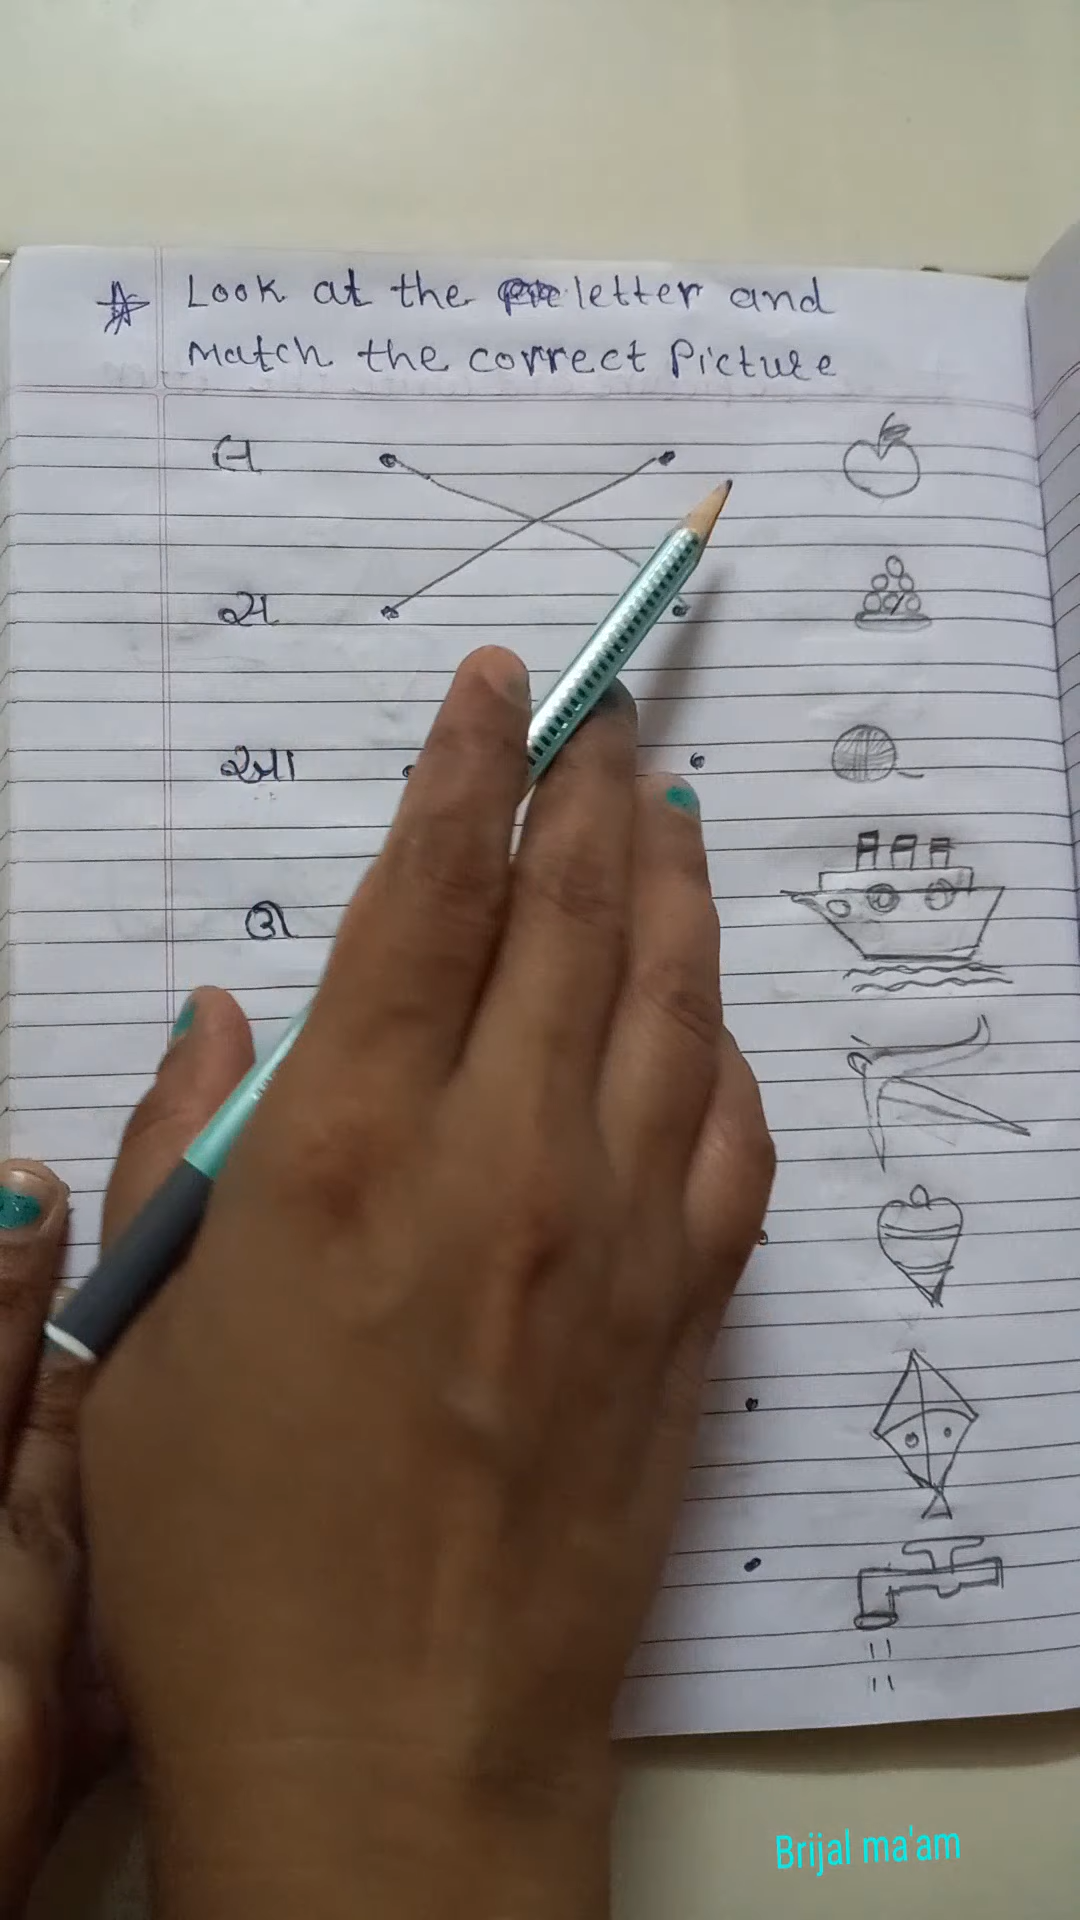 Look at the letter and
Match the correct Picture
લ
સ
ઊ
Brijal ma'am